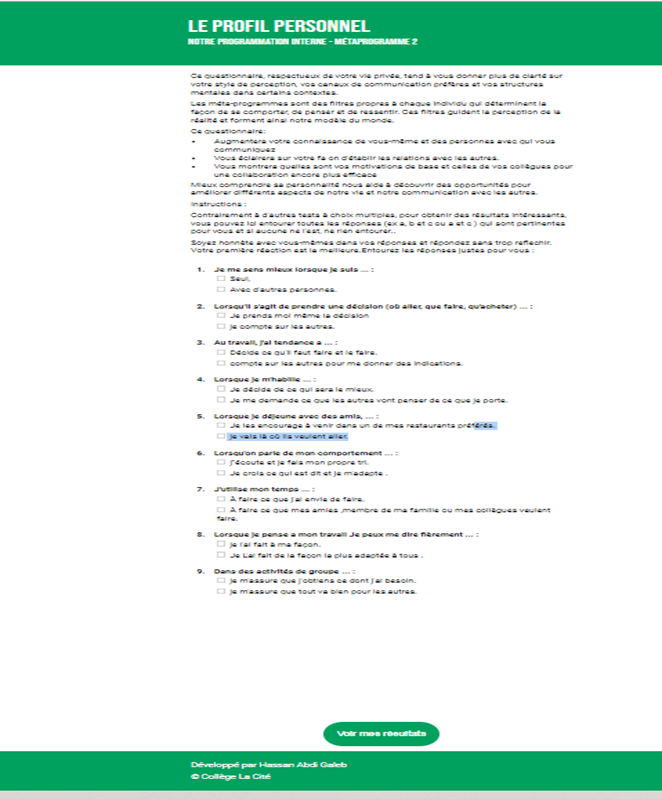 LE PROFIL PERSONNEL
NOTRE PROGRAMMATION INTERNE - MÉTAPROGRAMME 2
Ce questionnaire, respectueux de votre vie privée, tend à vous donner plus de clarté sur
votre style de perception, vos canaux de communication préférés et vos structures
mentales dans certains contextes.
Les méta-programmes sont des filtres propres à chaque individu qui déterminent la
façon de se comporter, de penser et de ressentir. Ces filtres guident la perception de la
réalité et forment ainsi notre modèle du monde.
Ce questionnaire:
• Augmentera votre connaissance de vous-même et des personnes avec qui vous
communiquez
• Vous éclairera sur votre fa on d'établir les relations avec les autres.
• Vous montrera quelles sont vos motivations de base et celles de vos collègues pour
une collaboration encore plus efficace
Mieux comprendre sa personnalité nous aide à découvrir des opportunités pour
améliorer différents aspects de notre vie et notre communication avec les autres.
Instructions :
Contrairement à d'autres tests à choix multiples, pour obtenir des résultats intéressants,
vous pouvez ici entourer toutes les réponses (ex a, b et c ou a et c ) qui sont pertinentes
pour vous et si aucune ne l'est, ne rien entourer..
Soyez honnête avec vous-mêmes dans vos réponses et répondez sans trop reflechir.
Votre première réaction est la meilleure.Entourez les réponses justes pour vous :
1. Je me sens mieux lorsque je suis ... :
Seul,
Avec d'autres personnes.
2. Lorsqu'il s'agit de prendre une décision (où aller, que faire, qu'acheter) ... :
Je prends moi même la décision
je compte sur les autres.
3. Au travail, j'ai tendance a ... :
Décide ce qu'il faut faire et le faire.
compte sur les autres pour me donner des indications.
4. Lorsque je m'habille ... :
Je décide de ce qui sera le mieux.
Je me demande ce que les autres vont penser de ce que je porte.
5. Lorsque je déjeune avec des amis, ... :
Je les encourage à venir dans un de mes restaurants préférés.
je vais là où ils veulent aller.
6. Lorsqu'on parle de mon comportement ... :
j'écoute et je fais mon propre tri.
Je crois ce qui est dit et je m'adapte .
7. J'utilise mon temps ... :
À faire ce que j'ai envie de faire.
À faire ce que mes amies ,membre de ma famille ou mes collègues veulent
faire.
8. Lorsque je pense a mon travail Je peux me dire fièrement ... :
je l'ai fait à ma façon.
Je L'ai fait de la façon la plus adaptée à tous .
9. Dans des activités de groupe ... :
je m'assure que j'obtiens ce dont j'ai besoin.
je m'assure que tout va bien pour les autres.
Voir mes résultats
Développé par Hassan Abdi Galeb
© Collège La Cité